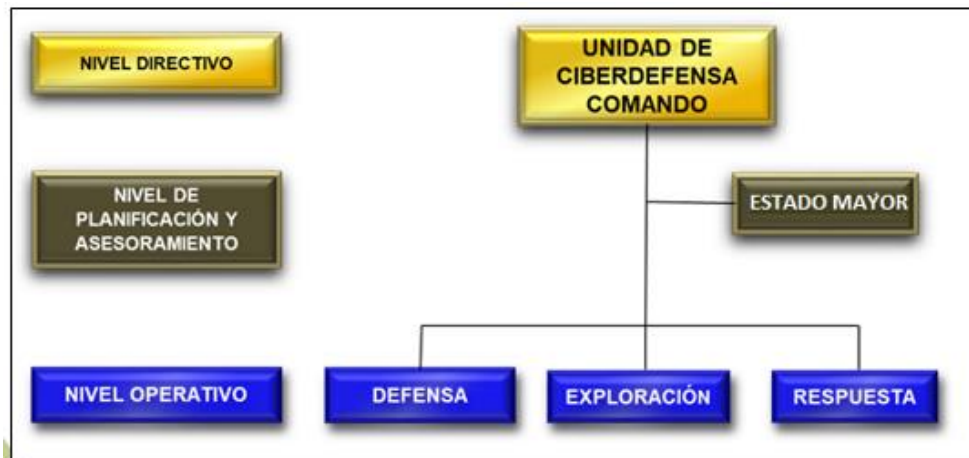 NIVEL DIRECTIVO
UNIDAD DE
CIBERDEFENSA
COMANDO
NIVEL DE
PLANIFICACIÓN Y
ASESORAMIENTO
ESTADO MAYOR
NIVEL OPERATIVO
DEFENSA
EXPLORACIÓN
RESPUESTA